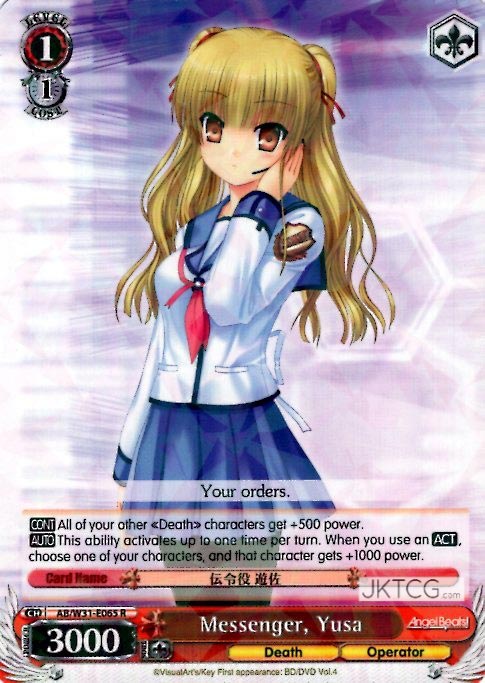 LEVEL
1
1
COST
Your orders.
CONT All of your other «Death» characters get +500 power.
AUTO This ability activates up to one time per turn. When you use an ACT,
choose one of your characters, and that character gets +1000 power.
Card Name 伝令役 遊佐
JKTCG.com
CH AB/W31-E065 R
3000
Messenger, Yusa
Angel Beats!
Death Operator
©VisualArt's/Key First appearance: BD/DVD Vol.4